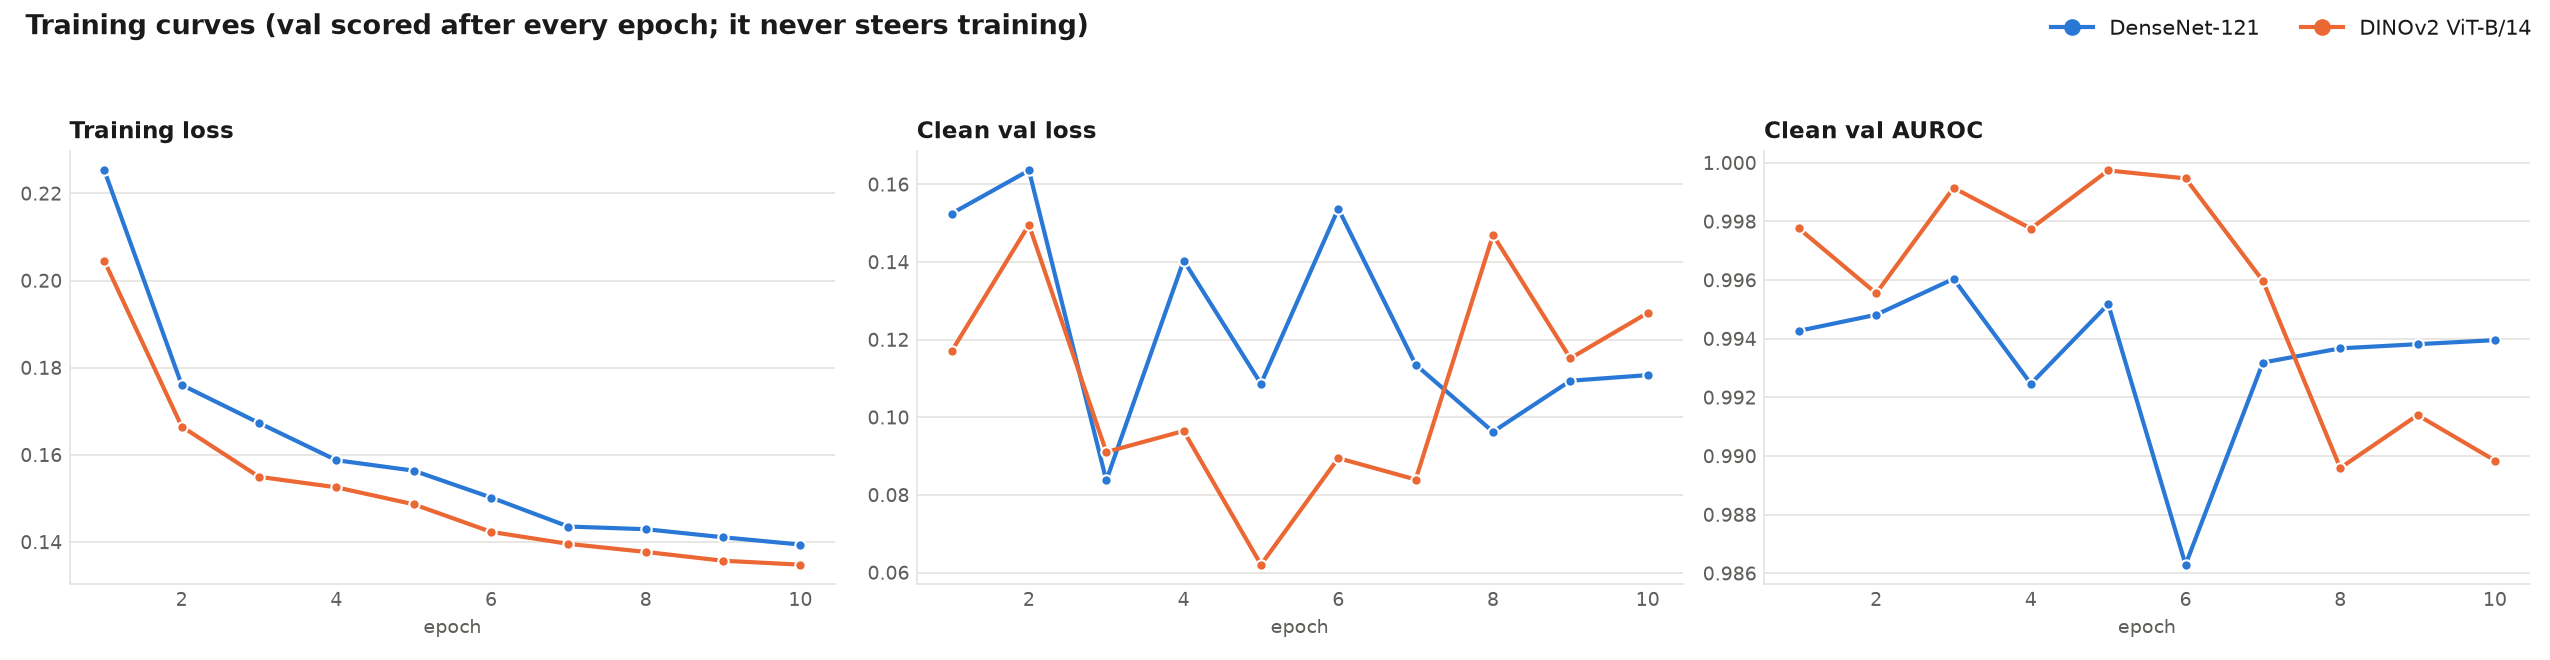 Training curves (val scored after every epoch; it never steers training)
DenseNet-121
DINOv2 ViT-B/14
Training loss
0.22
0.20
0.18
0.16
0.14
2 4 6 8 10
epoch
Clean val loss
0.16
0.14
0.12
0.10
0.08
0.06
2 4 6 8 10
epoch
Clean val AUROC
1.000
0.998
0.996
0.994
0.992
0.990
0.988
0.986
2 4 6 8 10
epoch